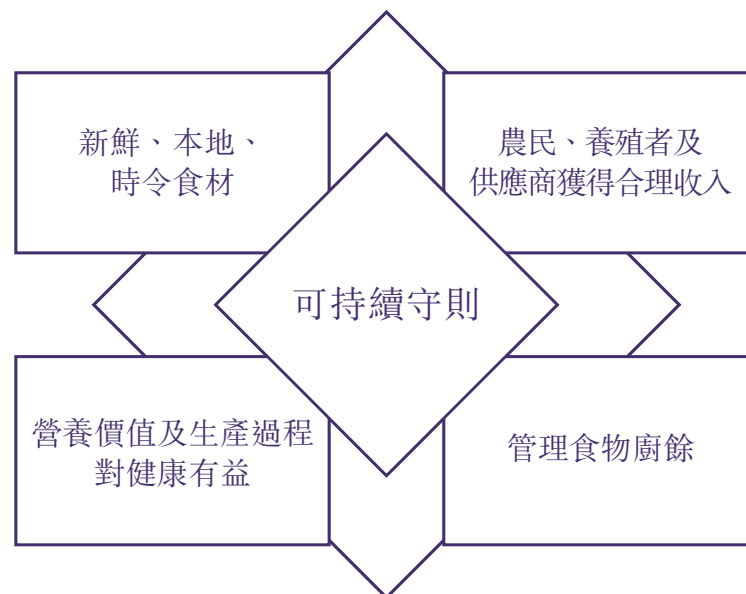 新鮮、本地、
時令食材
農民、養殖者及
供應商獲得合理收入
可持續守則
營養價值及生產過程
對健康有益
管理食物廚餘